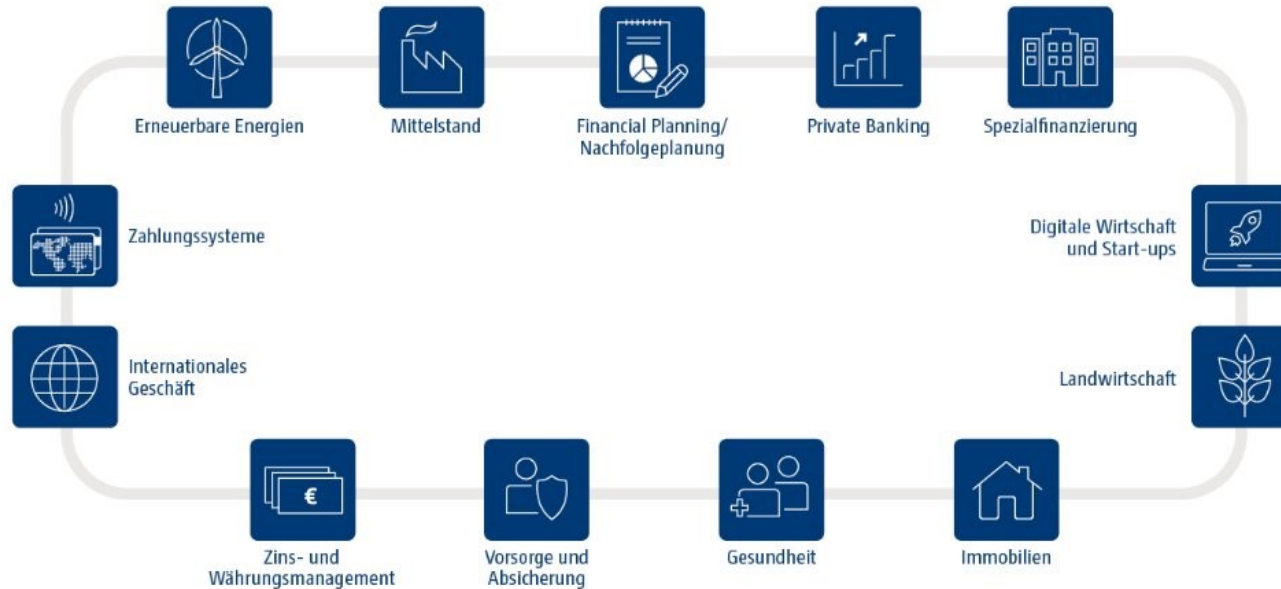 Erneuerbare Energien
Mittelstand
Financial Planning/
Nachfolgeplanung
Private Banking
Spezialfinanzierung
Zahlungssysteme
Digitale Wirtschaft
und Start-ups
Internationales
Geschäft
Landwirtschaft
€
Zins- und
Währungsmanagement
Vorsorge und
Absicherung
Gesundheit
Immobilien